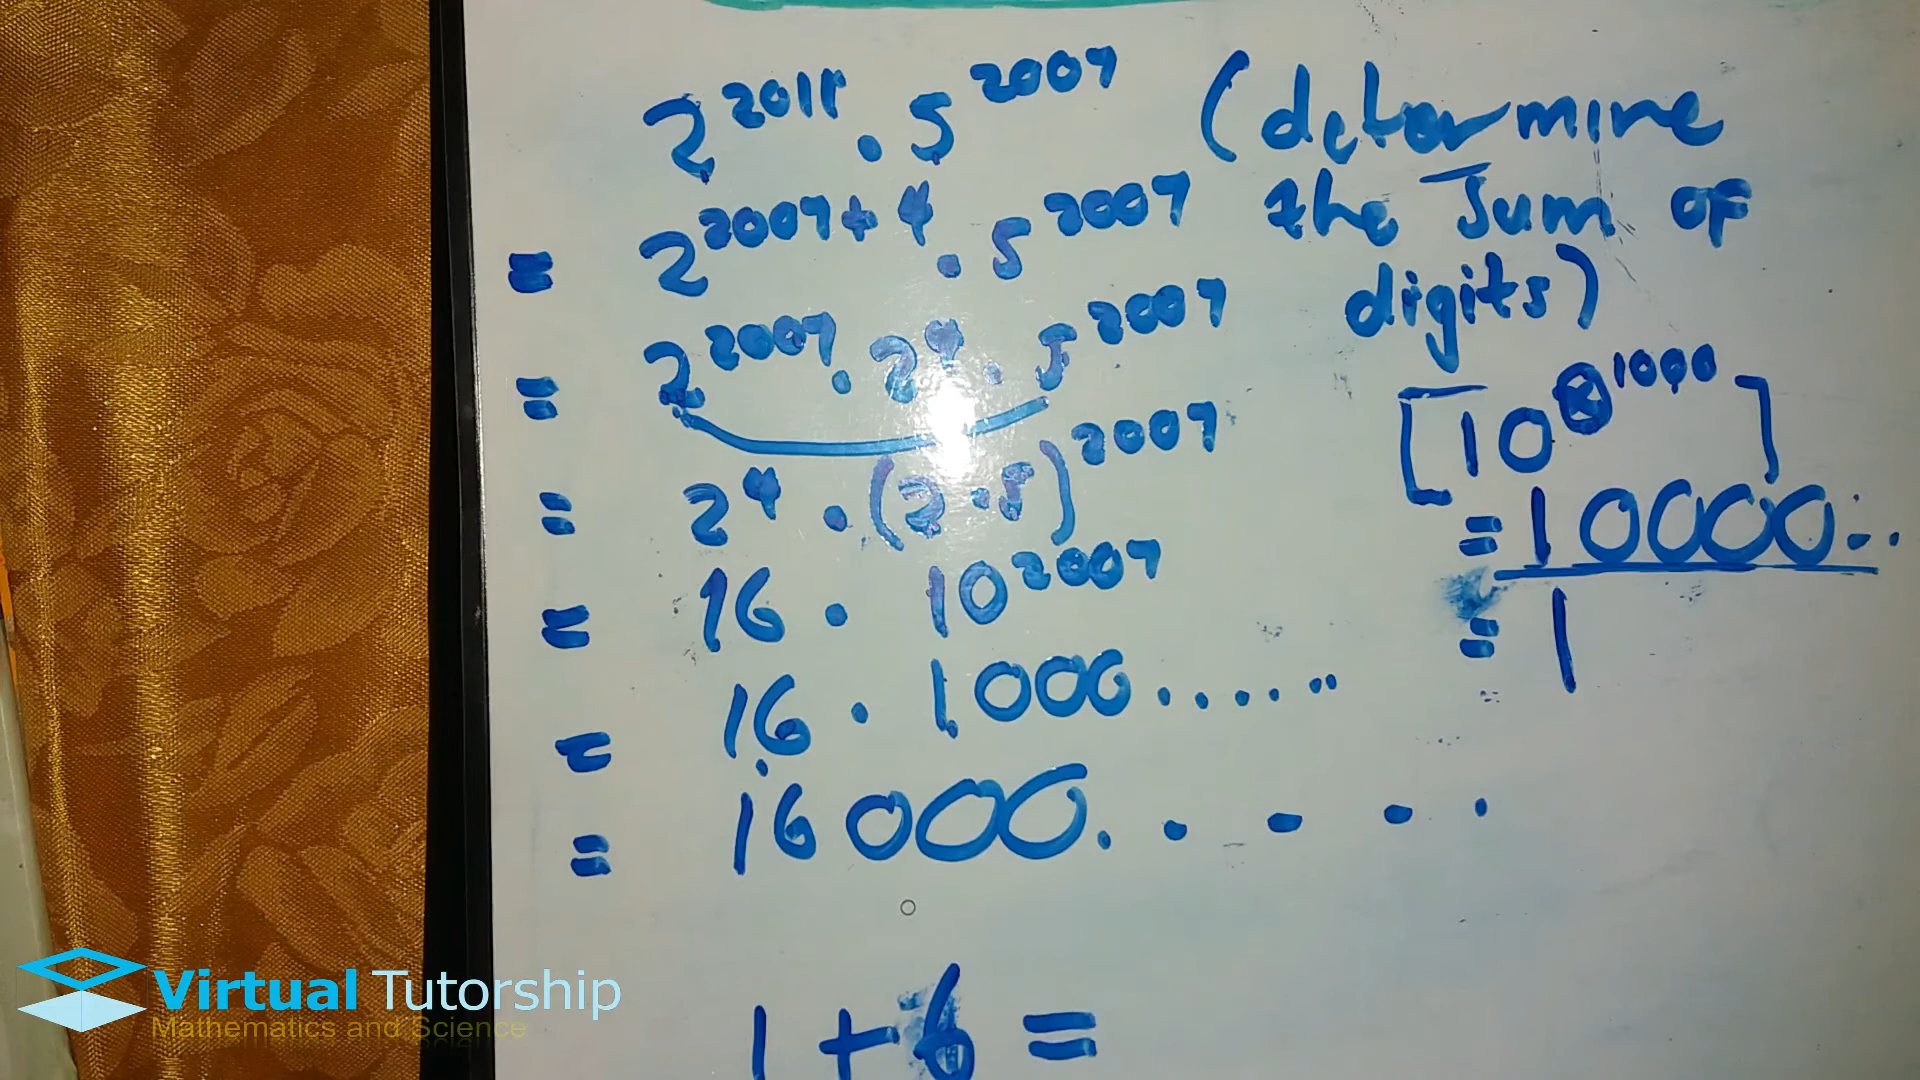 2^2011 · 5^2007 (determine
the sum of
digits)
= 2^2007+4 · 5^2007
= 2^2007 · 2^4 · 5^2007
= 2^4 · (2·5)^2007
= 16 · 10^2007
= 16 · 1000......
= 16000.....
1+6=
[10^1000]
=10000...
= 1
Virtual Tutorship
Mathematics and Science